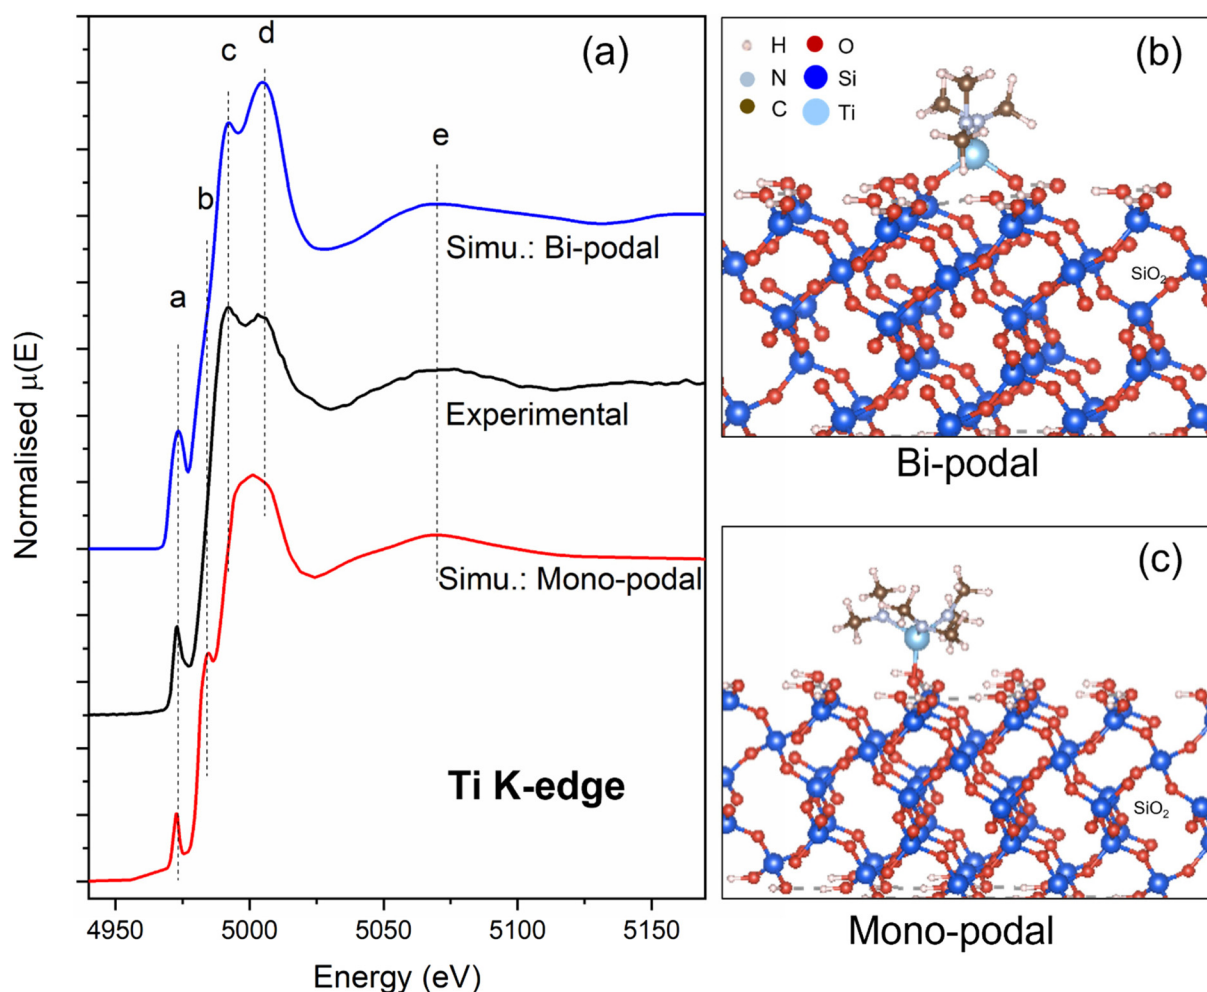 (a)
a
b
c
d
e
Simu.: Bi-podal
Experimental
Simu.: Mono-podal
Ti K-edge
Normalised μ(E)
4950 5000 5050 5100 5150
Energy (eV)
(b)
H O
N Si
C Ti
SiO₂
Bi-podal
(c)
SiO₂
Mono-podal